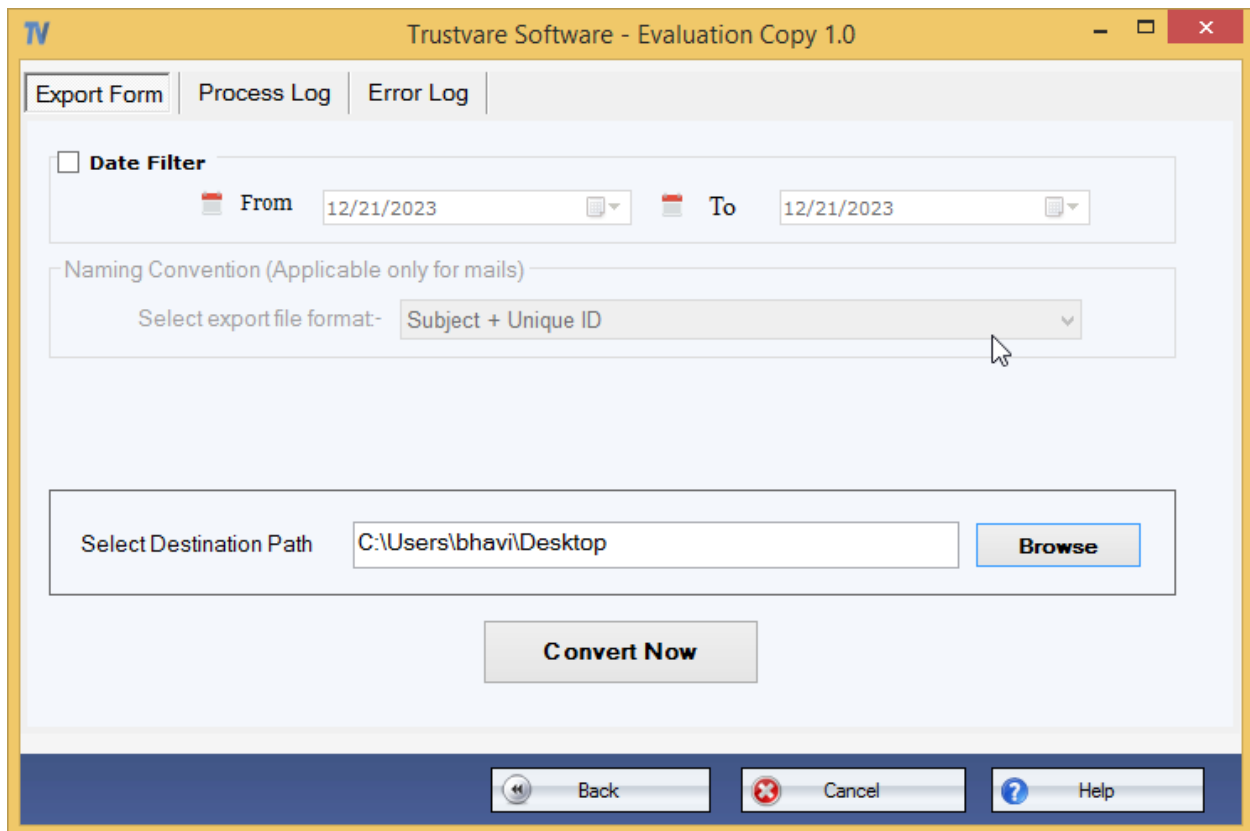 TV Trustvare Software - Evaluation Copy 1.0
Export Form Process Log Error Log
Date Filter
From 12/21/2023 To 12/21/2023
Naming Convention (Applicable only for mails)
Select export file format:- Subject + Unique ID
Select Destination Path C:\Users\bhavi\Desktop Browse
Convert Now
Back Cancel Help